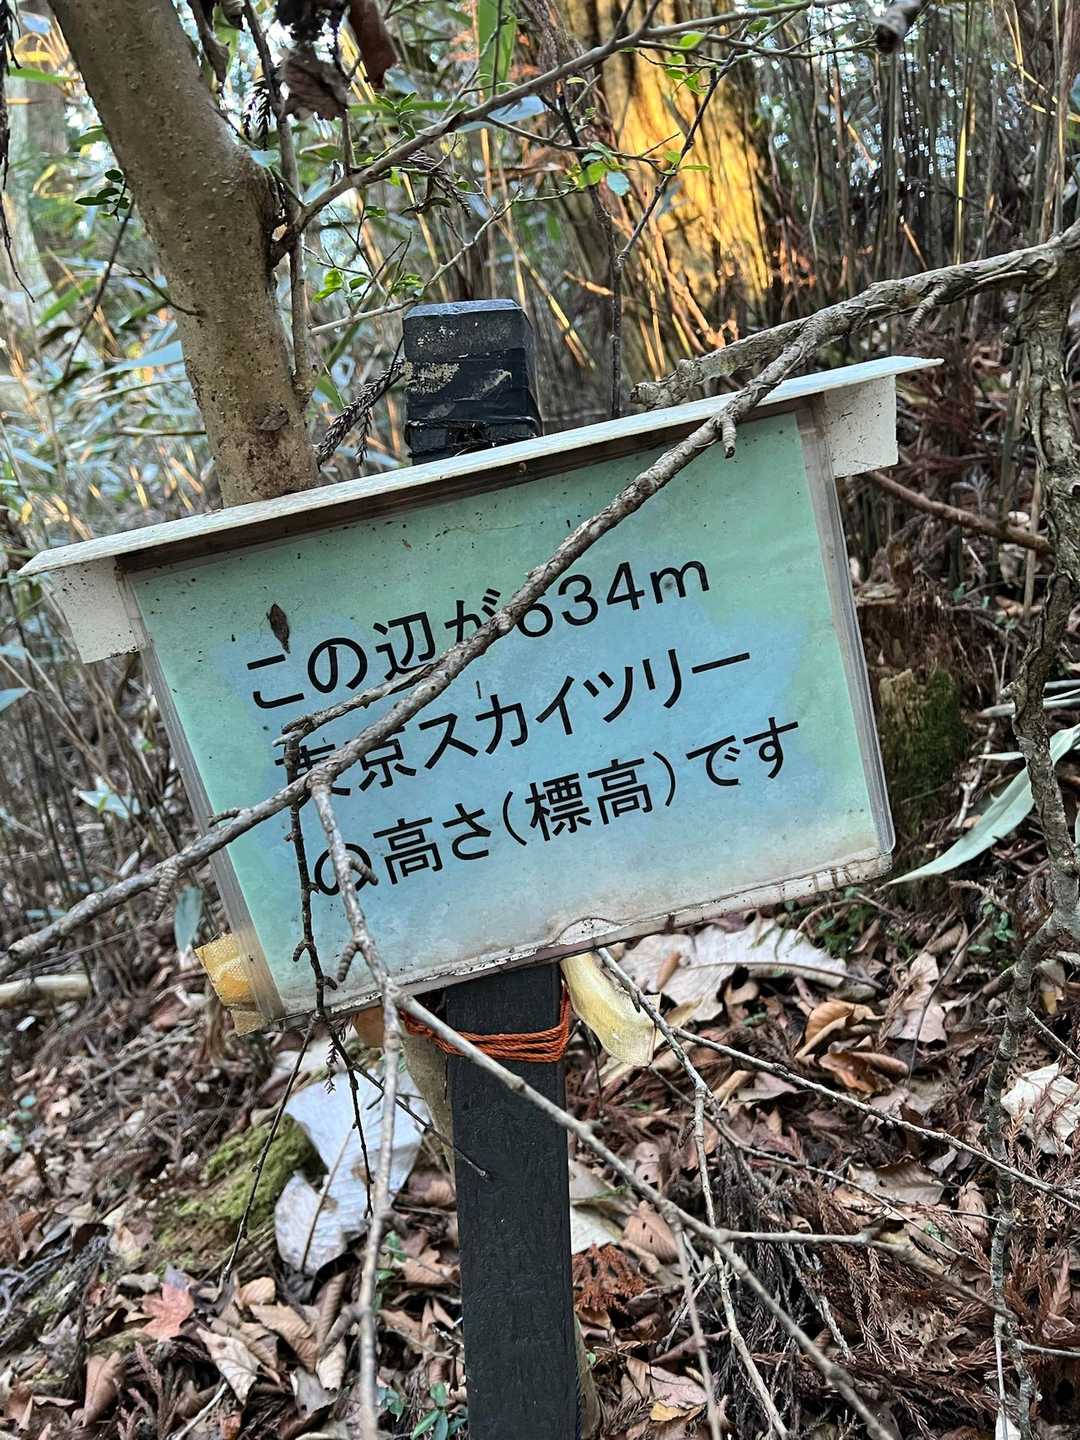 この辺が634m
東京スカイツリー
の高さ(標高)です